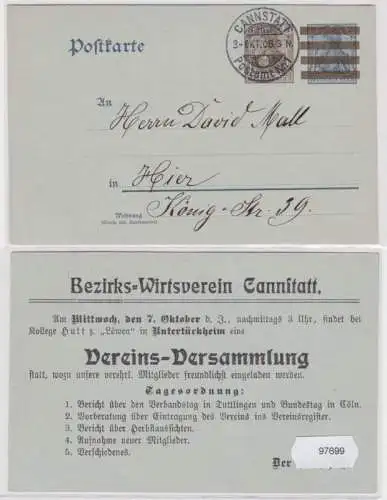 Postkarte
CANNSTATT
An
Herrn David Mall
in Hier
König-Str. 39.
Wohnung
(Straße und Hausnummer)
Bezirks-Wirtsverein Cannstatt.
Am Mittwoch, den 7. Oktober d. J., nachmittags 3 Uhr, findet bei
Kollege Hutt z. „Löwen" in Untertürkheim eine
Vereins-Versammlung
statt, wozu unsere verehrl. Mitglieder freundlichst eingeladen werden.
Tagesordnung:
1. Bericht über den Verbandstag in Tuttlingen und Bundestag in Cöln.
2. Vorberatung über Eintragung des Vereins ins Vereinsregister.
3. Bericht über Herbstaussichten.
4. Aufnahme neuer Mitglieder.
5. Verschiedenes.
97699
Der